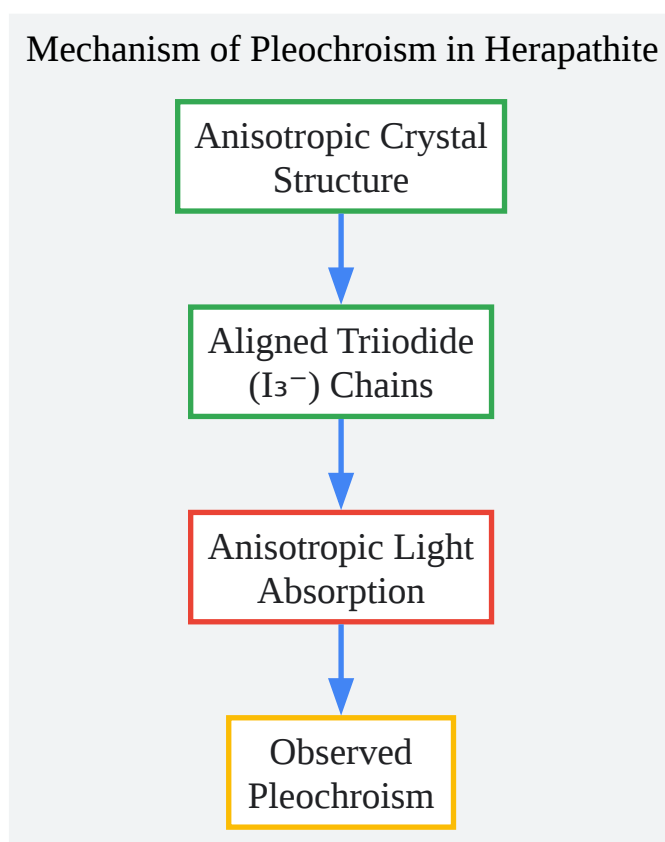 Mechanism of Pleochroism in Herapathite
Anisotropic Crystal
Structure
Aligned Triiodide
(I₃⁻) Chains
Anisotropic Light
Absorption
Observed
Pleochroism